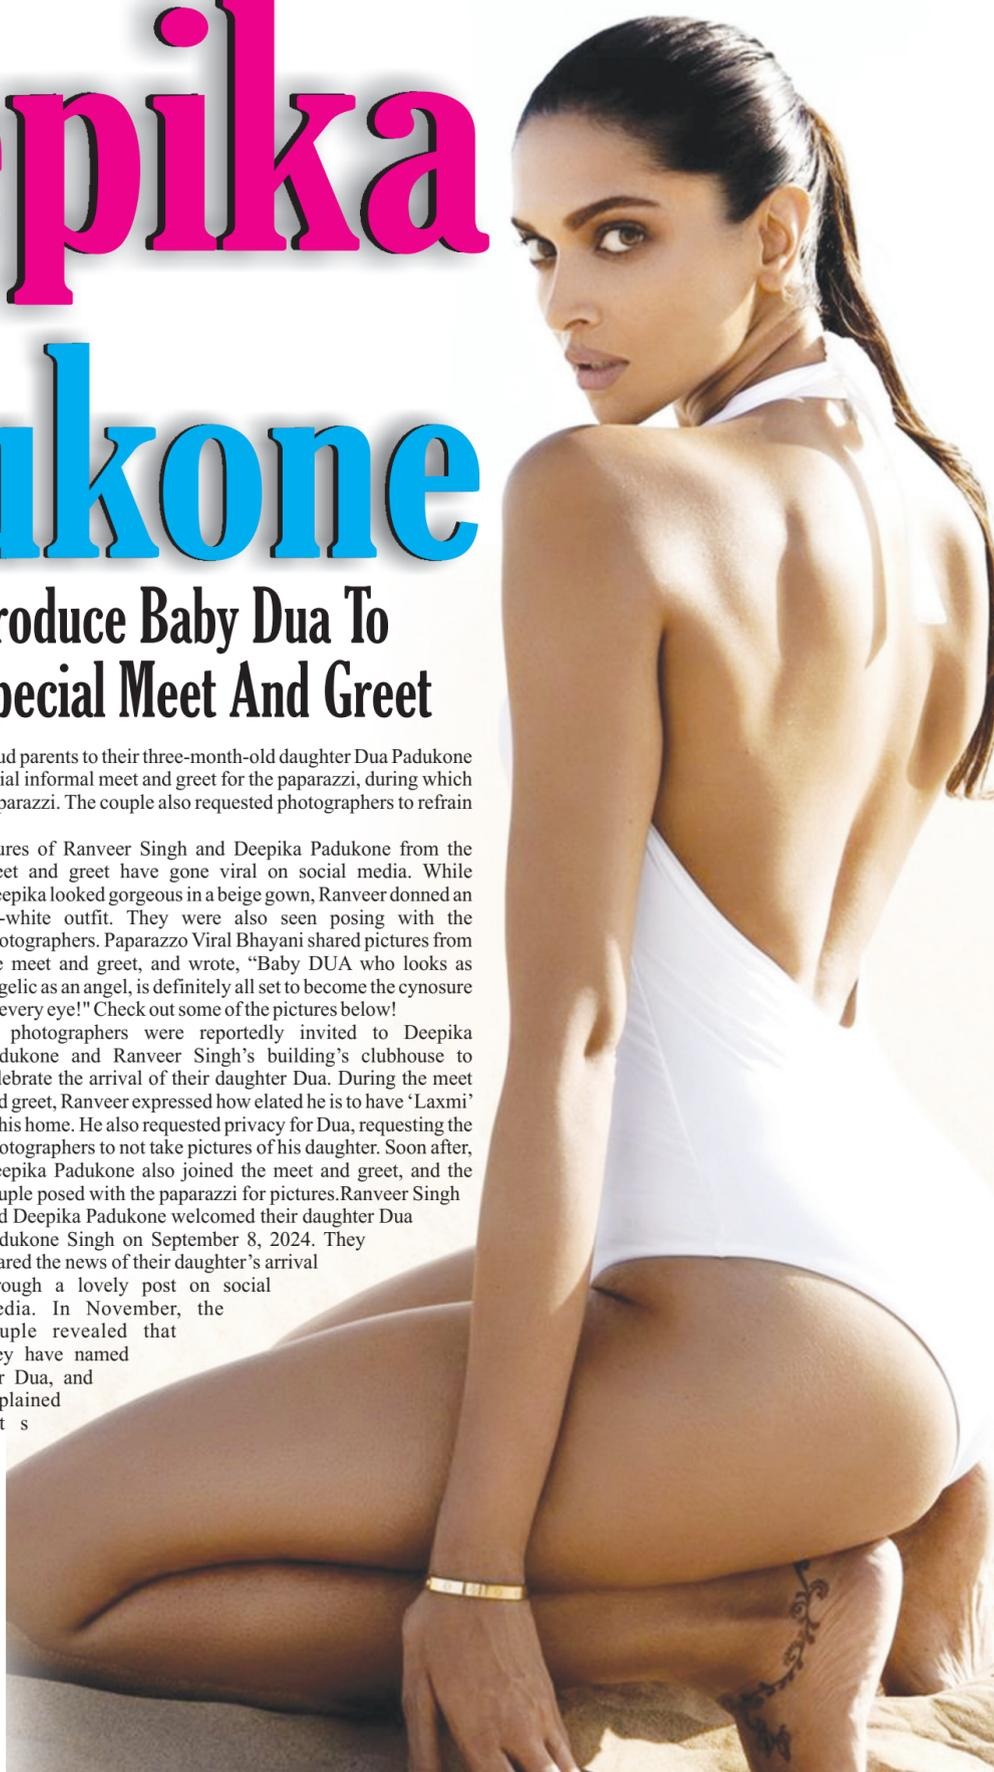 pika
ukone
roduce Baby Dua To
pecial Meet And Greet
ud parents to their three-month-old daughter Dua Padukone
ial informal meet and greet for the paparazzi, during which
parazzi. The couple also requested photographers to refrain
ures of Ranveer Singh and Deepika Padukone from the
eet and greet have gone viral on social media. While
eepika looked gorgeous in a beige gown, Ranveer donned an
-white outfit. They were also seen posing with the
otographers. Paparazzo Viral Bhayani shared pictures from
e meet and greet, and wrote, “Baby DUA who looks as
gelic as an angel, is definitely all set to become the cynosure
every eye!" Check out some of the pictures below!
photographers were reportedly invited to Deepika
dukone and Ranveer Singh’s building’s clubhouse to
lebrate the arrival of their daughter Dua. During the meet
d greet, Ranveer expressed how elated he is to have ‘Laxmi’
his home. He also requested privacy for Dua, requesting the
otographers to not take pictures of his daughter. Soon after,
eepika Padukone also joined the meet and greet, and the
uple posed with the paparazzi for pictures.Ranveer Singh
d Deepika Padukone welcomed their daughter Dua
dukone Singh on September 8, 2024. They
ared the news of their daughter’s arrival
rough a lovely post on social
edia. In November, the
uple revealed that
ey have named
r Dua, and
plained
t s